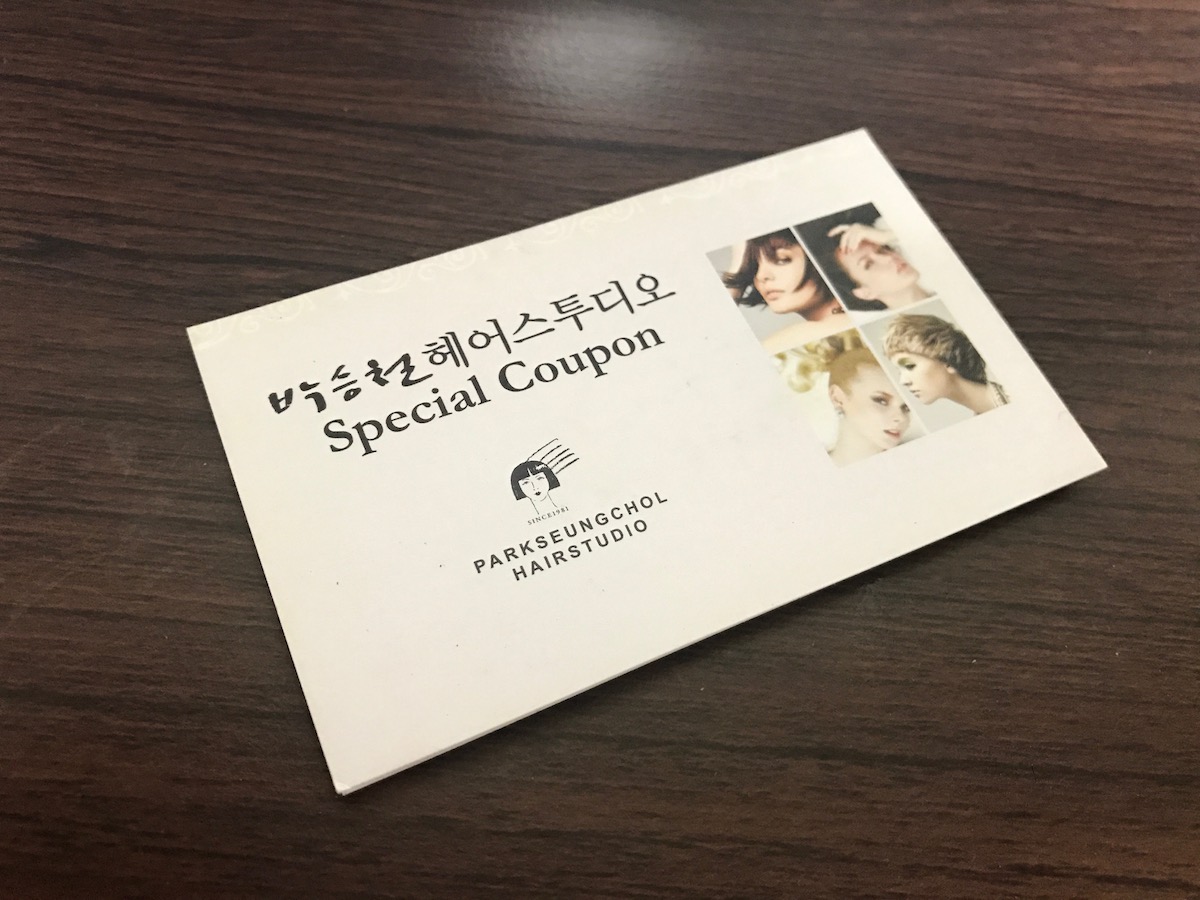 박승철헤어스투디오
Special Coupon
SINCE1981
PARKSEUNGCHOL
HAIRSTUDIO